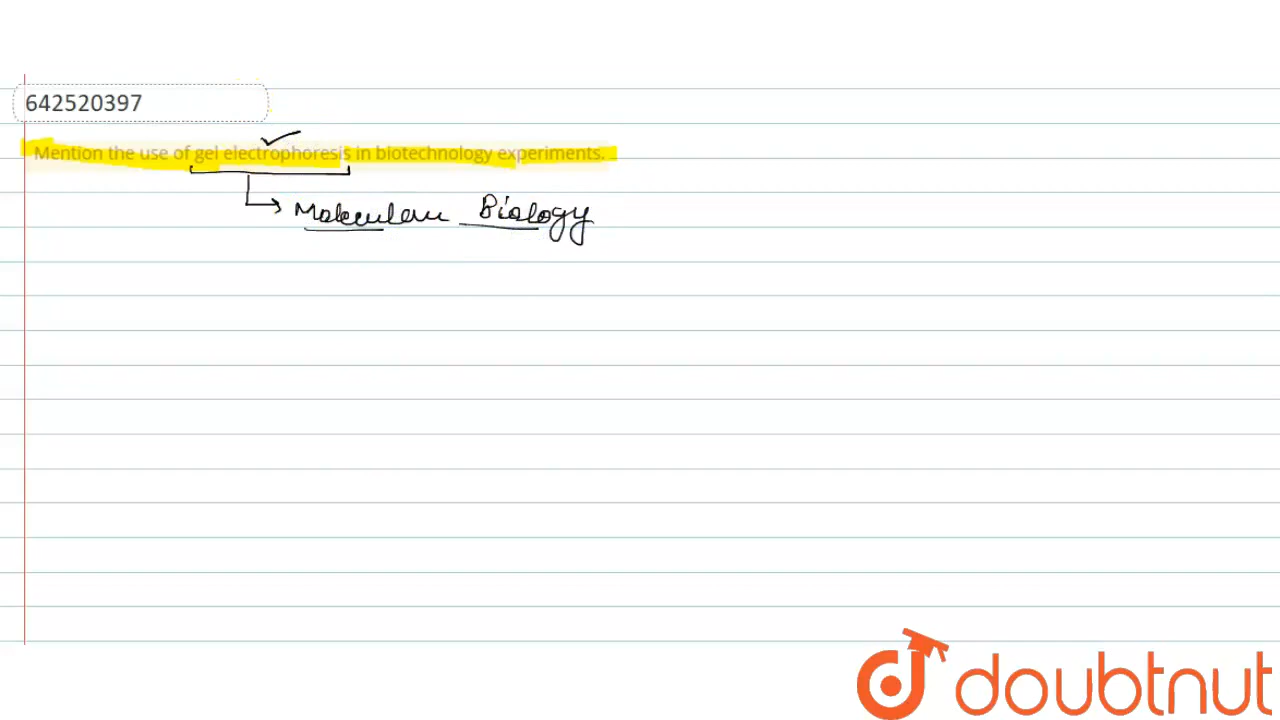 642520397
Mention the use of gel electrophoresis in biotechnology experiments.
Molecular Biology
doubtnut